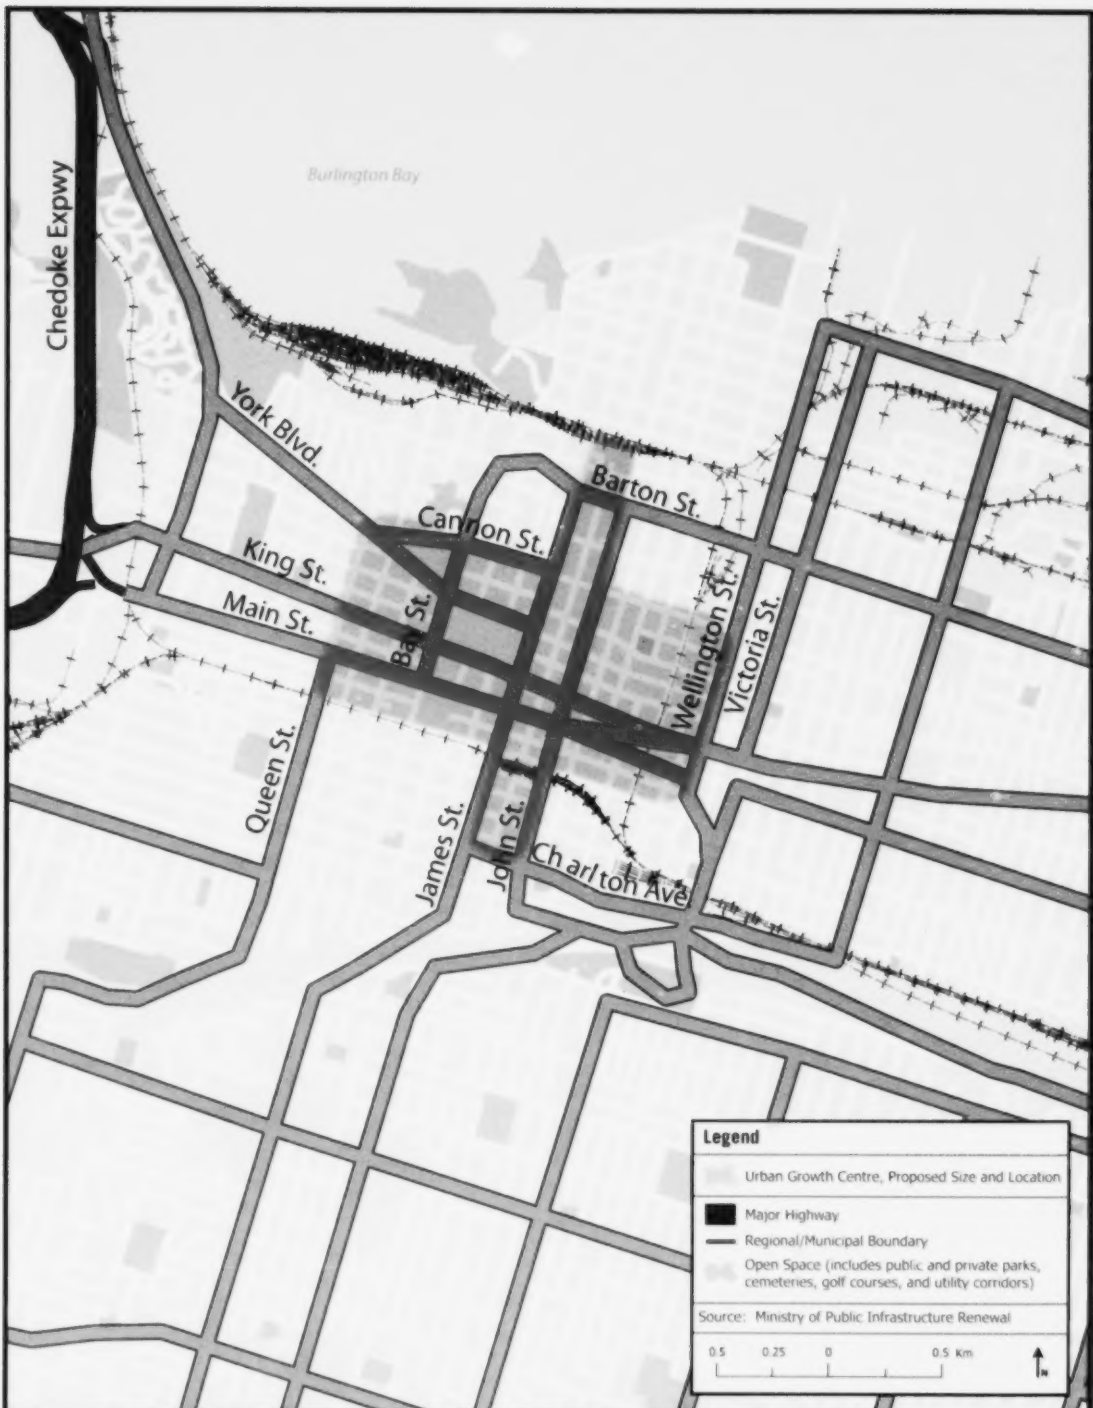 Burlington Bay
Chedoke Expwy
York Blvd.
Barton St.
Cannon St.
King St.
Main St.
Bay St.
Wellington St.
Victoria St.
Queen St.
James St.
John St.
Charlton Ave.
Legend
Urban Growth Centre, Proposed Size and Location
Major Highway
Regional/Municipal Boundary
Open Space (includes public and private parks,
cemeteries, golf courses, and utility corridors)
Source: Ministry of Public Infrastructure Renewal
0.5 0.25 0 0.5 Km
N